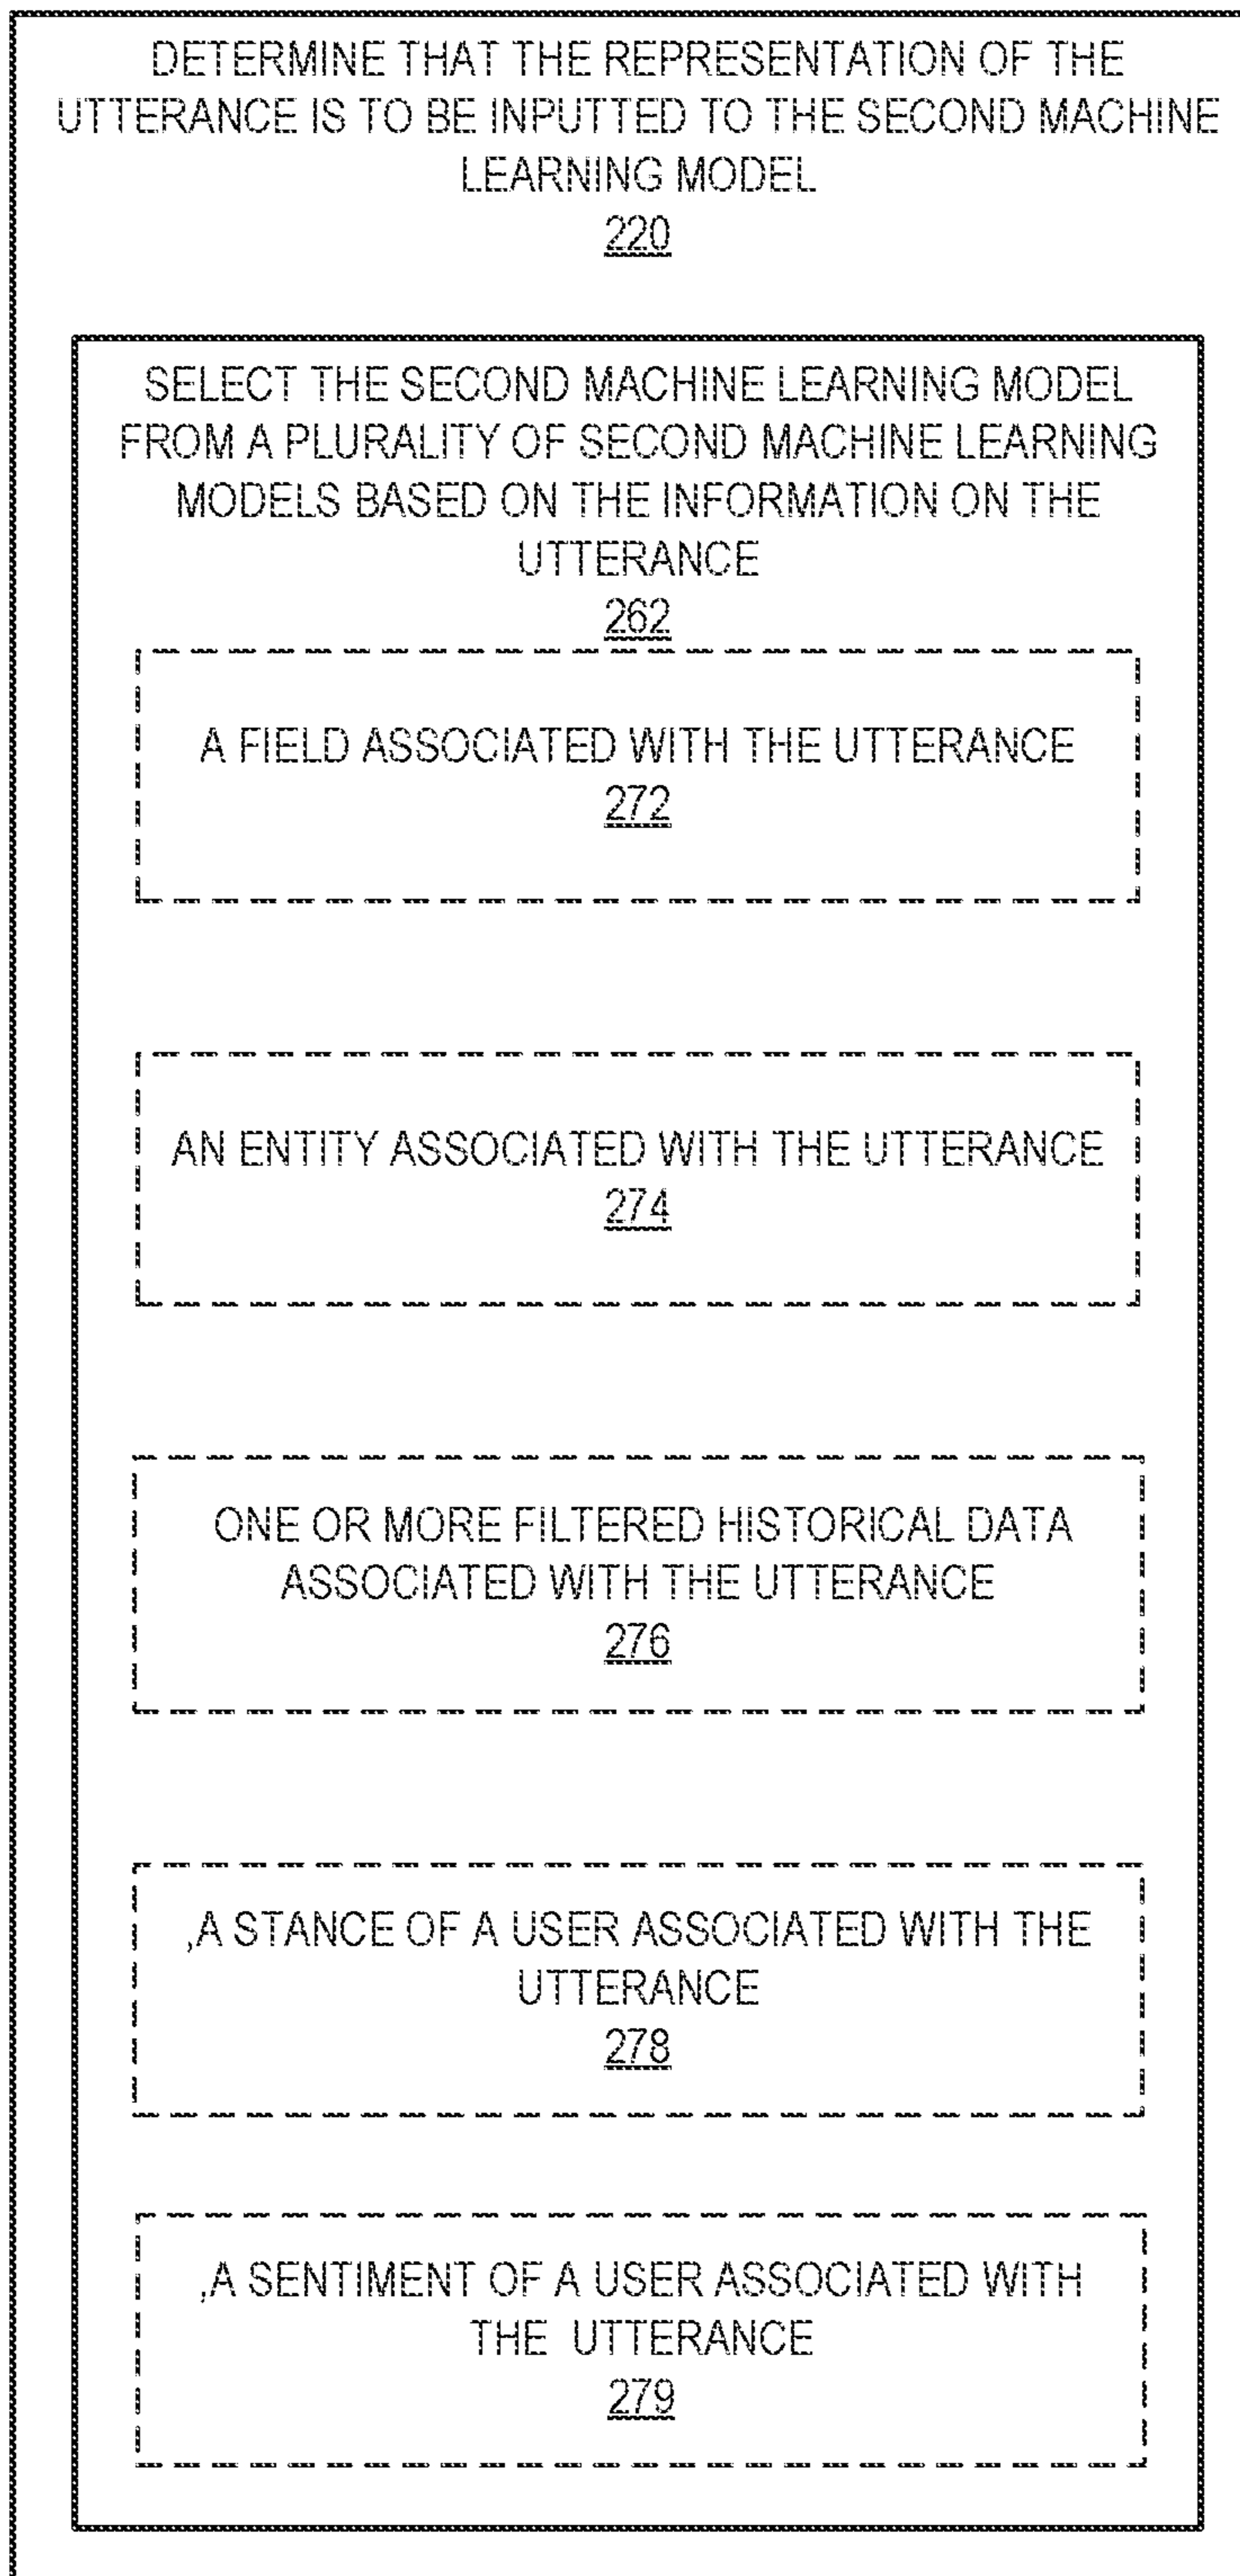 DETERMINE THAT THE REPRESENTATION OF THE
UTTERANCE IS TO BE INPUTTED TO THE SECOND MACHINE
LEARNING MODEL
220
SELECT THE SECOND MACHINE LEARNING MODEL
FROM A PLURALITY OF SECOND MACHINE LEARNING
MODELS BASED ON THE INFORMATION ON THE
UTTERANCE
262
A FIELD ASSOCIATED WITH THE UTTERANCE
272
AN ENTITY ASSOCIATED WITH THE UTTERANCE
274
ONE OR MORE FILTERED HISTORICAL DATA
ASSOCIATED WITH THE UTTERANCE
276
,A STANCE OF A USER ASSOCIATED WITH THE
UTTERANCE
278
,A SENTIMENT OF A USER ASSOCIATED WITH
THE UTTERANCE
279